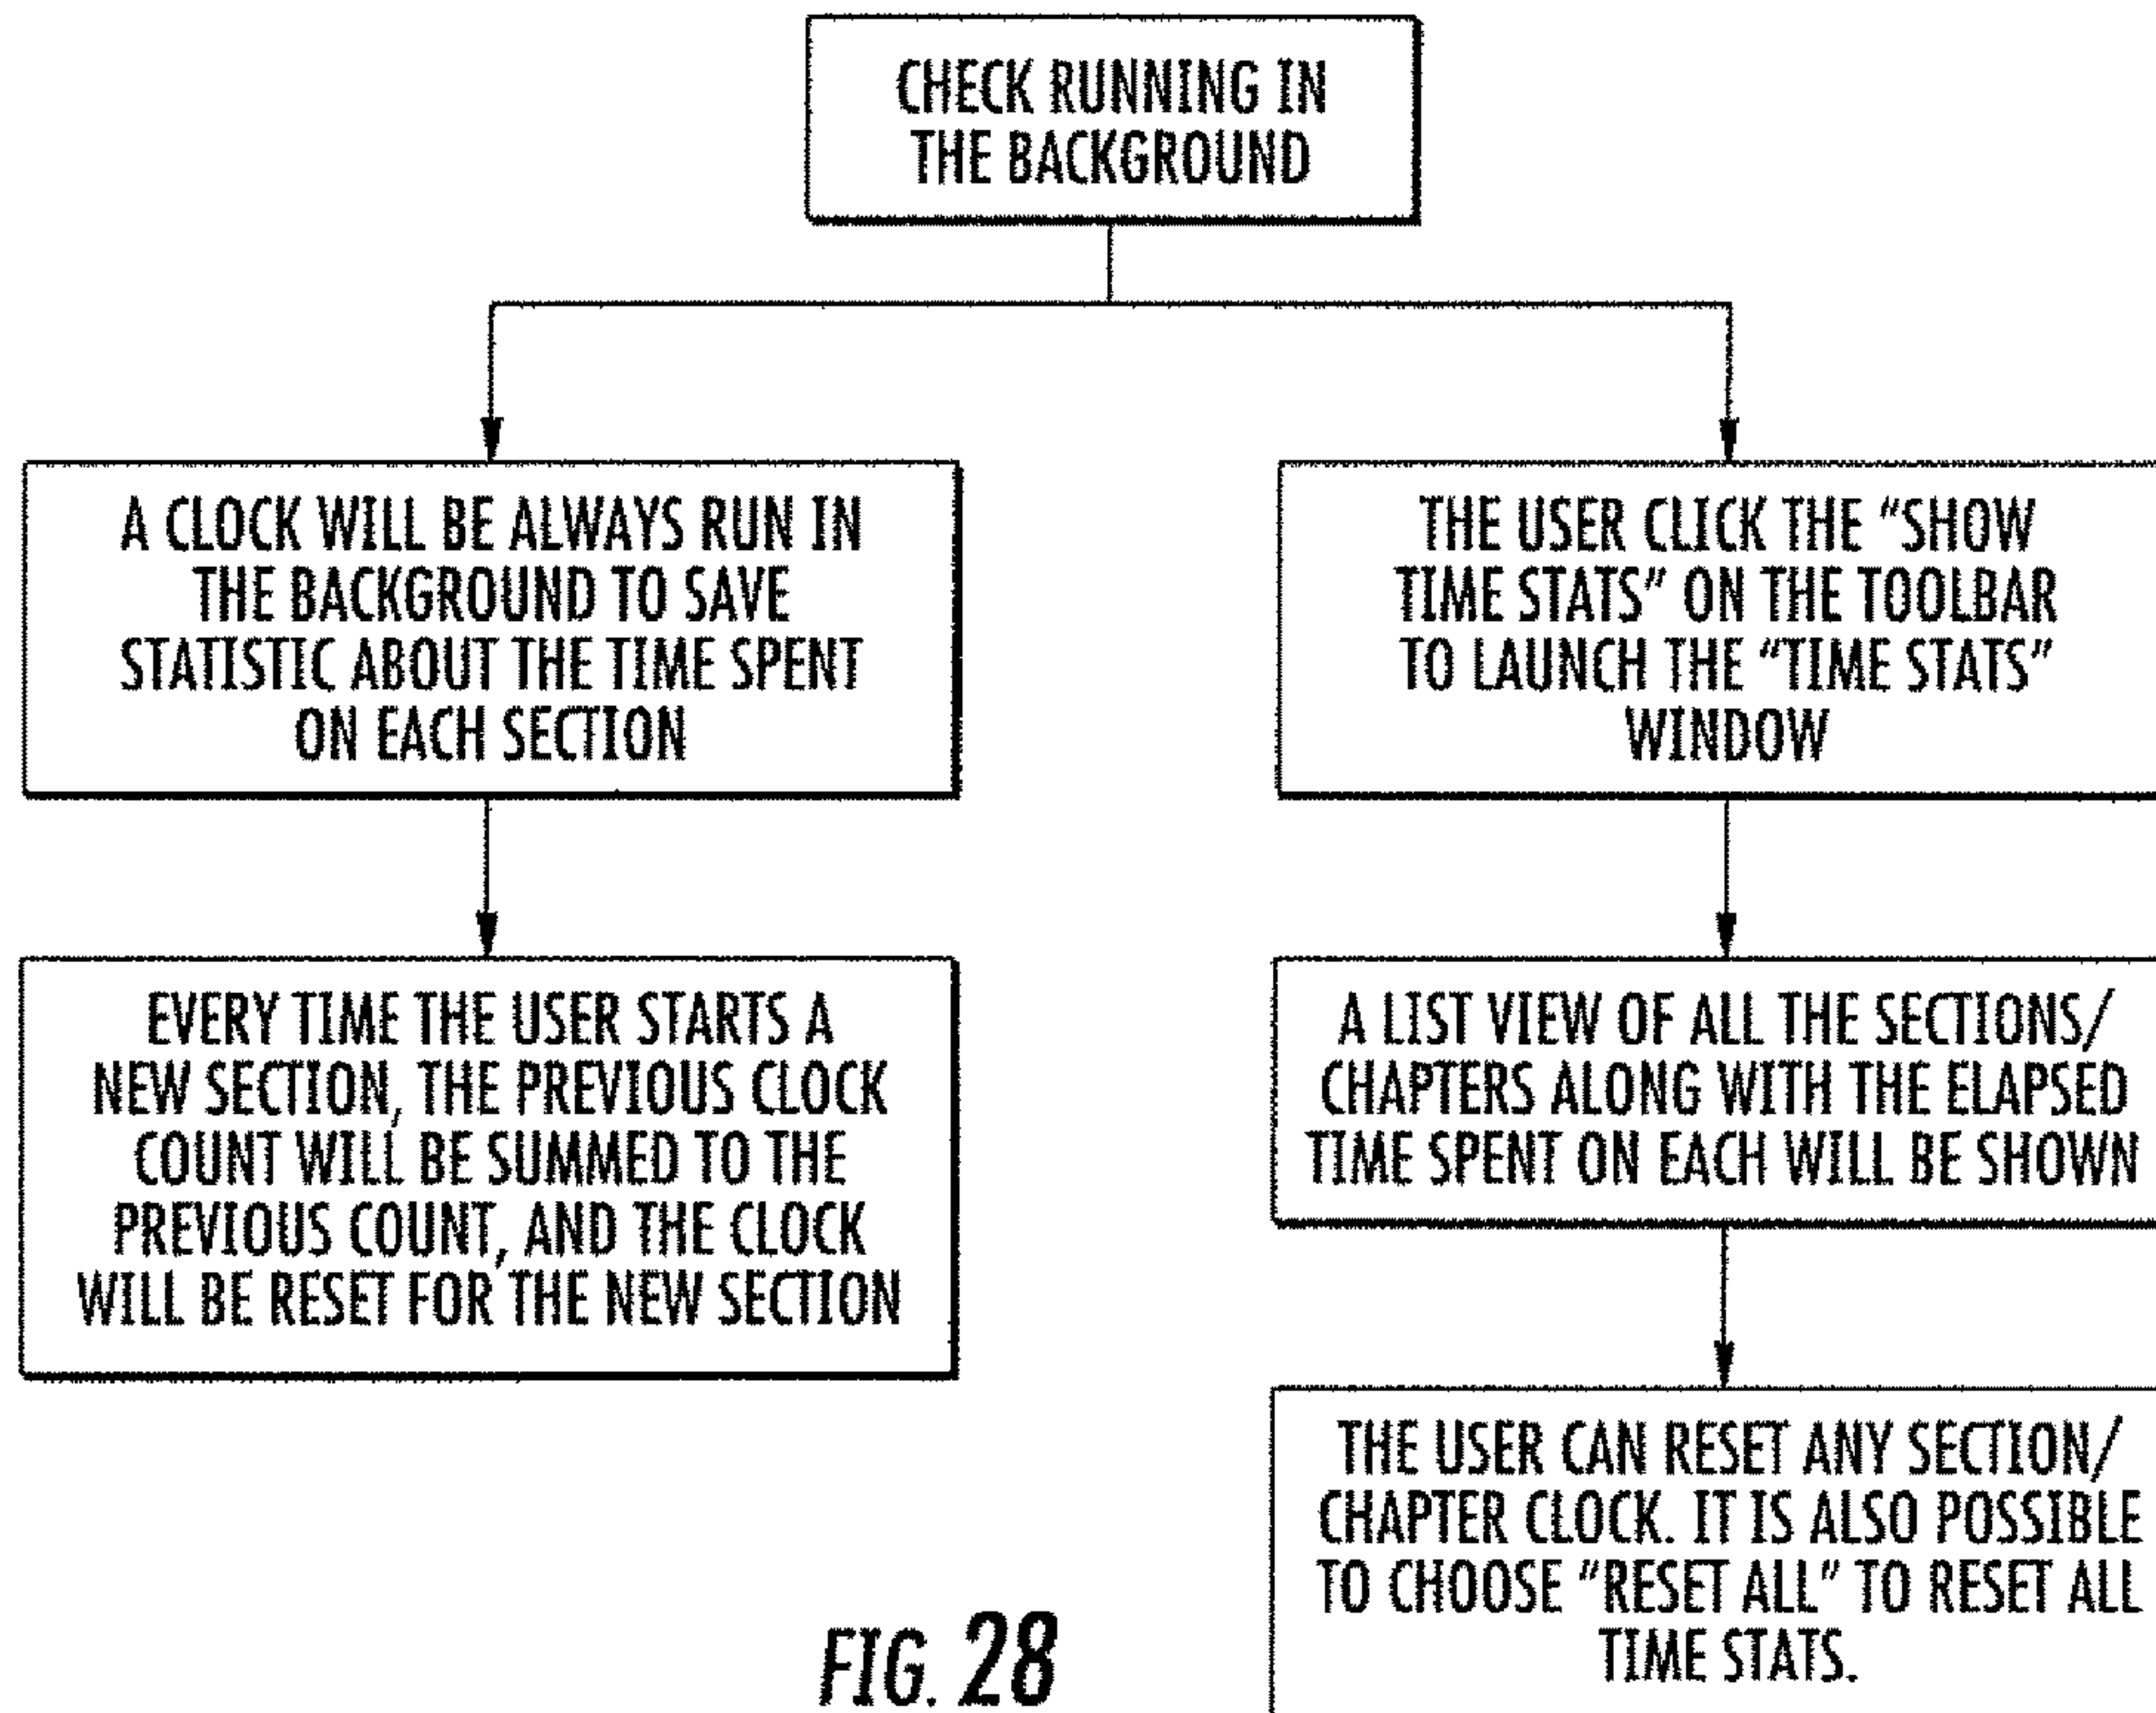 CHECK RUNNING IN
THE BACKGROUND
A CLOCK WILL BE ALWAYS RUN IN
THE BACKGROUND TO SAVE
STATISTIC ABOUT THE TIME SPENT
ON EACH SECTION
EVERY TIME THE USER STARTS A
NEW SECTION, THE PREVIOUS CLOCK
COUNT WILL BE SUMMED TO THE
PREVIOUS COUNT, AND THE CLOCK
WILL BE RESET FOR THE NEW SECTION
THE USER CLICK THE "SHOW
TIME STATS" ON THE TOOLBAR
TO LAUNCH THE "TIME STATS"
WINDOW
A LIST VIEW OF ALL THE SECTIONS/
CHAPTERS ALONG WITH THE ELAPSED
TIME SPENT ON EACH WILL BE SHOWN
THE USER CAN RESET ANY SECTION/
CHAPTER CLOCK. IT IS ALSO POSSIBLE
TO CHOOSE "RESET ALL" TO RESET ALL
TIME STATS.
FIG. 28